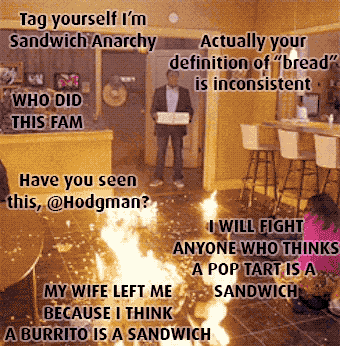 Tag yourself I'm
Sandwich Anarchy
Actually your
definition of "bread"
is inconsistent
WHO DID
THIS FAM
Have you seen
this, @Hodgman?
I WILL FIGHT
ANYONE WHO THINKS
A POP TART IS A
SANDWICH
MY WIFE LEFT ME
BECAUSE I THINK
A BURRITO IS A SANDWICH